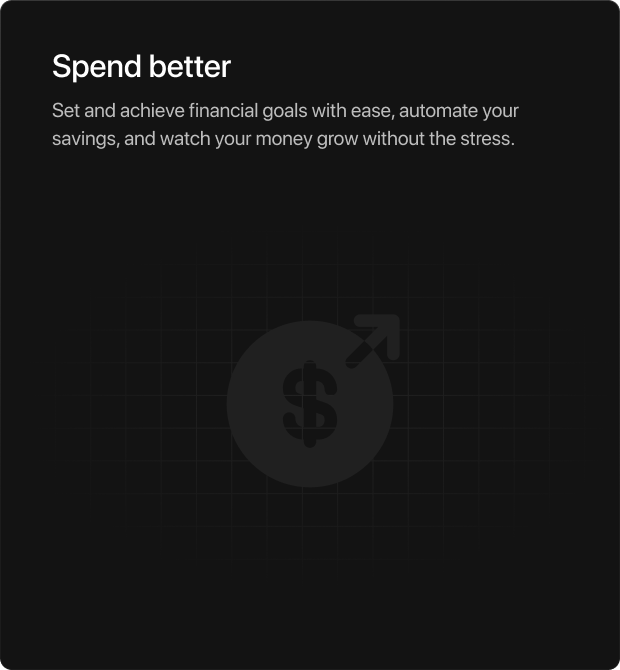 Spend better
Set and achieve financial goals with ease, automate your
savings, and watch your money grow without the stress.
$